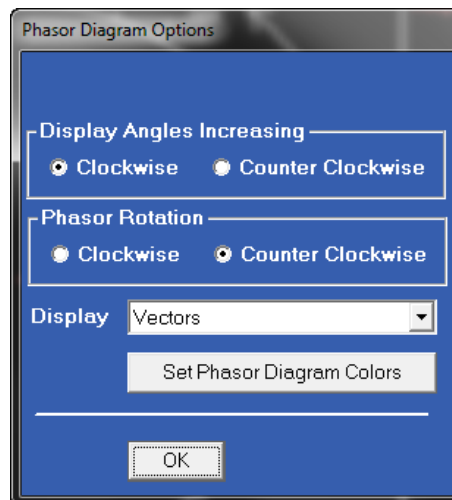 Phasor Diagram Options
Display Angles Increasing
Clockwise Counter Clockwise
Phasor Rotation
Clockwise Counter Clockwise
Display Vectors
Set Phasor Diagram Colors
OK